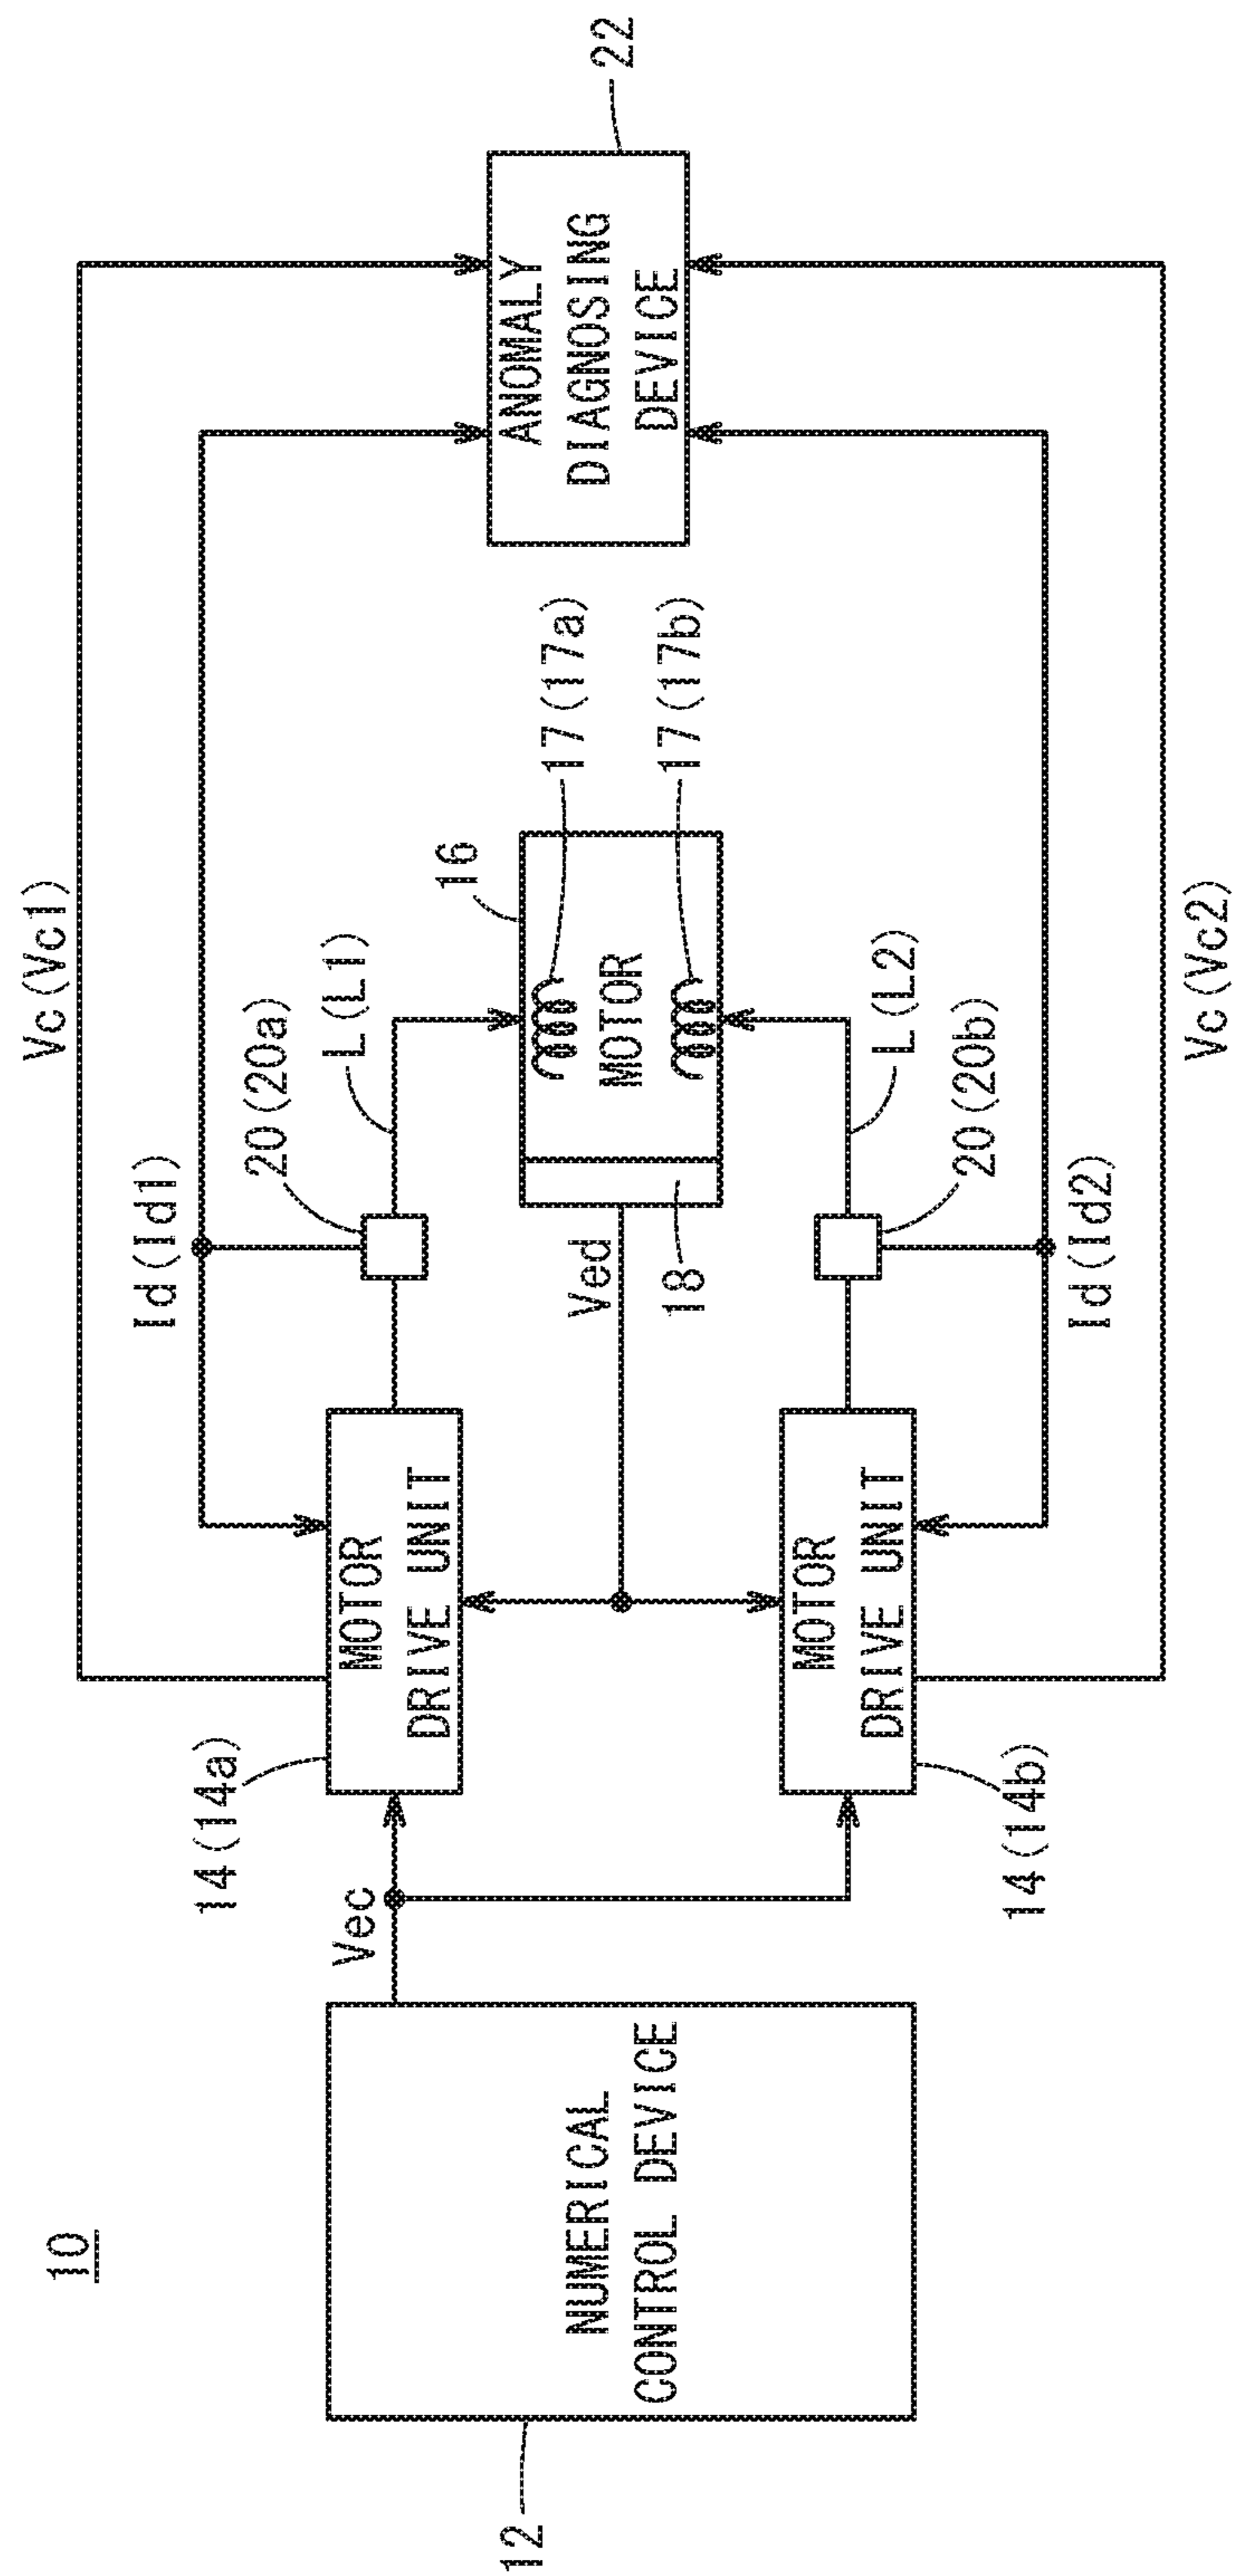 10
Vc(Vc1)
Id(Id1)
20(20a)
L(L1)
14(14a)
MOTOR
DRIVE UNIT
Vec
12
NUMERICAL
CONTROL DEVICE
Ved
18
16
MOTOR
17(17a)
17(17b)
ANOMALY
DIAGNOSING
DEVICE
22
MOTOR
DRIVE UNIT
14(14b)
L(L2)
20(20b)
Id(Id2)
Vc(Vc2)